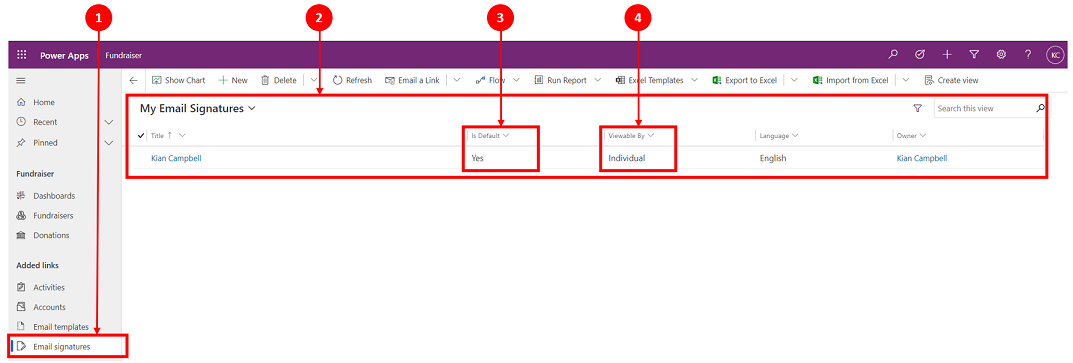 1 2 3 4
Power Apps Fundraiser ? KC
Show Chart New Delete Refresh Email a Link Flow Run Report Excel Templates Export to Excel Import from Excel Create view
Home
Recent
Pinned
Fundraiser
Dashboards
Fundraisers
Donations
Added links
Activities
Accounts
Email templates
Email signatures
My Email Signatures Search this view
Title ↑ Is Default Viewable By Language Owner
Kian Campbell Yes Individual English Kian Campbell